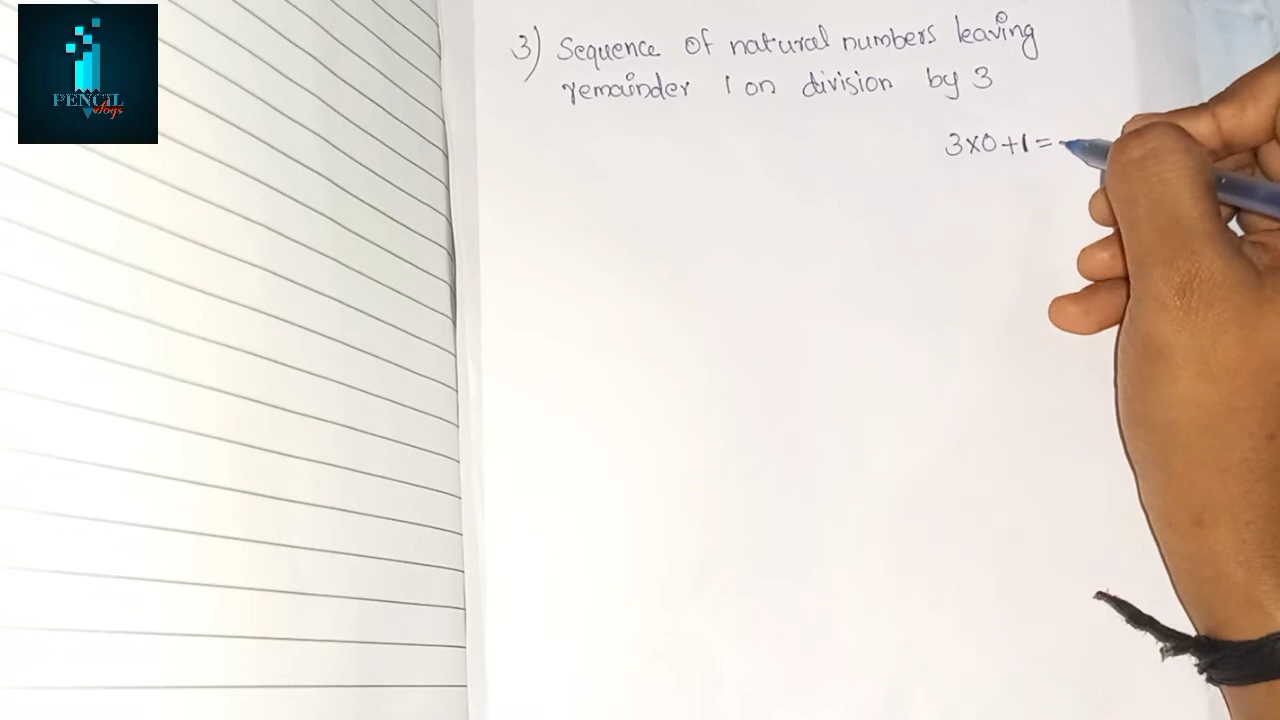 PENCIL
vlogs
3) Sequence of natural numbers leaving
remainder 1 on division by 3
3×0+1=